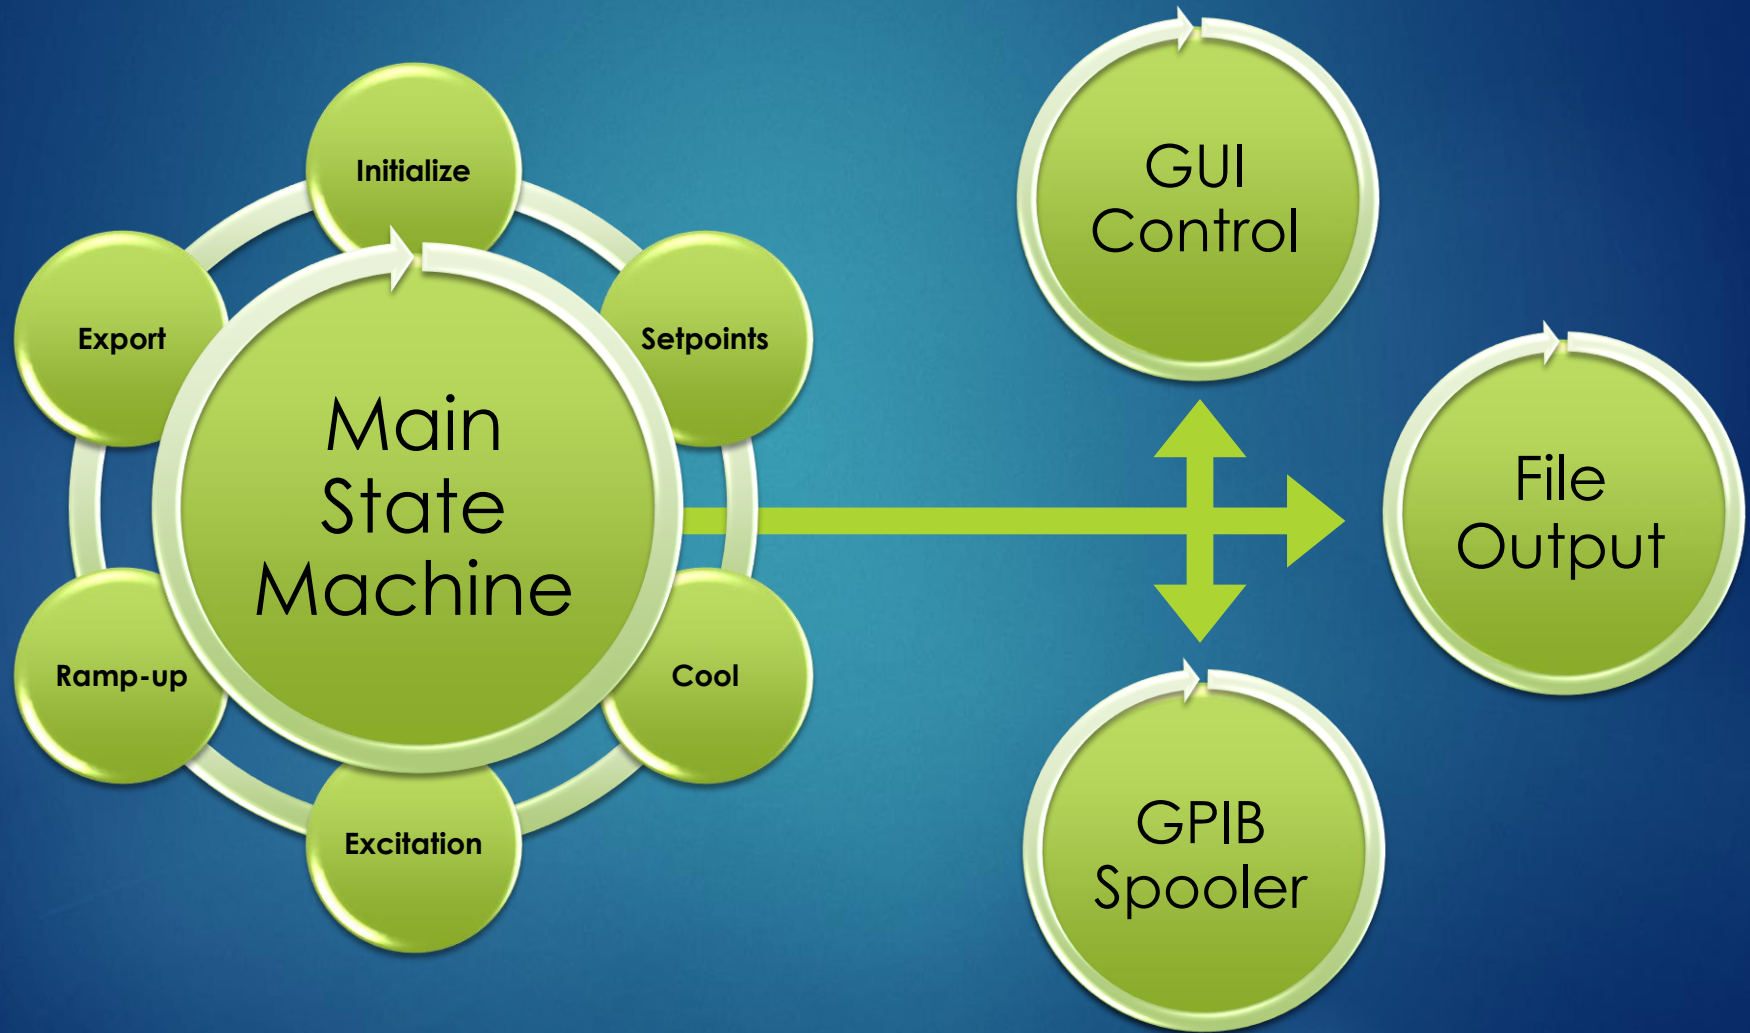 Initialize
Setpoints
Cool
Excitation
Ramp-up
Export
Main
State
Machine
GUI
Control
File
Output
GPIB
Spooler